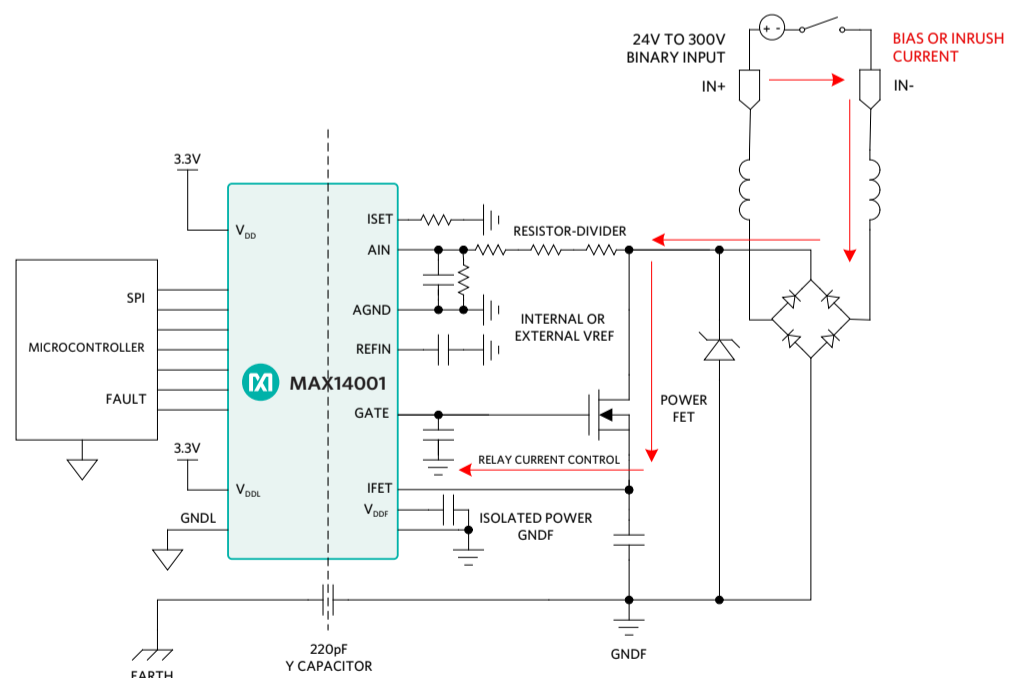 24V TO 300V
BINARY INPUT
+ -
BIAS OR INRUSH
CURRENT
IN+
IN-
3.3V
VDD
ISET
RESISTOR-DIVIDER
AIN
SPI
AGND
INTERNAL OR
EXTERNAL VREF
MICROCONTROLLER
REFIN
MAX14001
FAULT
GATE
POWER
FET
3.3V
RELAY CURRENT CONTROL
VDDL
IFET
VDDF
GNDL
ISOLATED POWER
GNDF
220pF
Y CAPACITOR
GNDF
EARTH